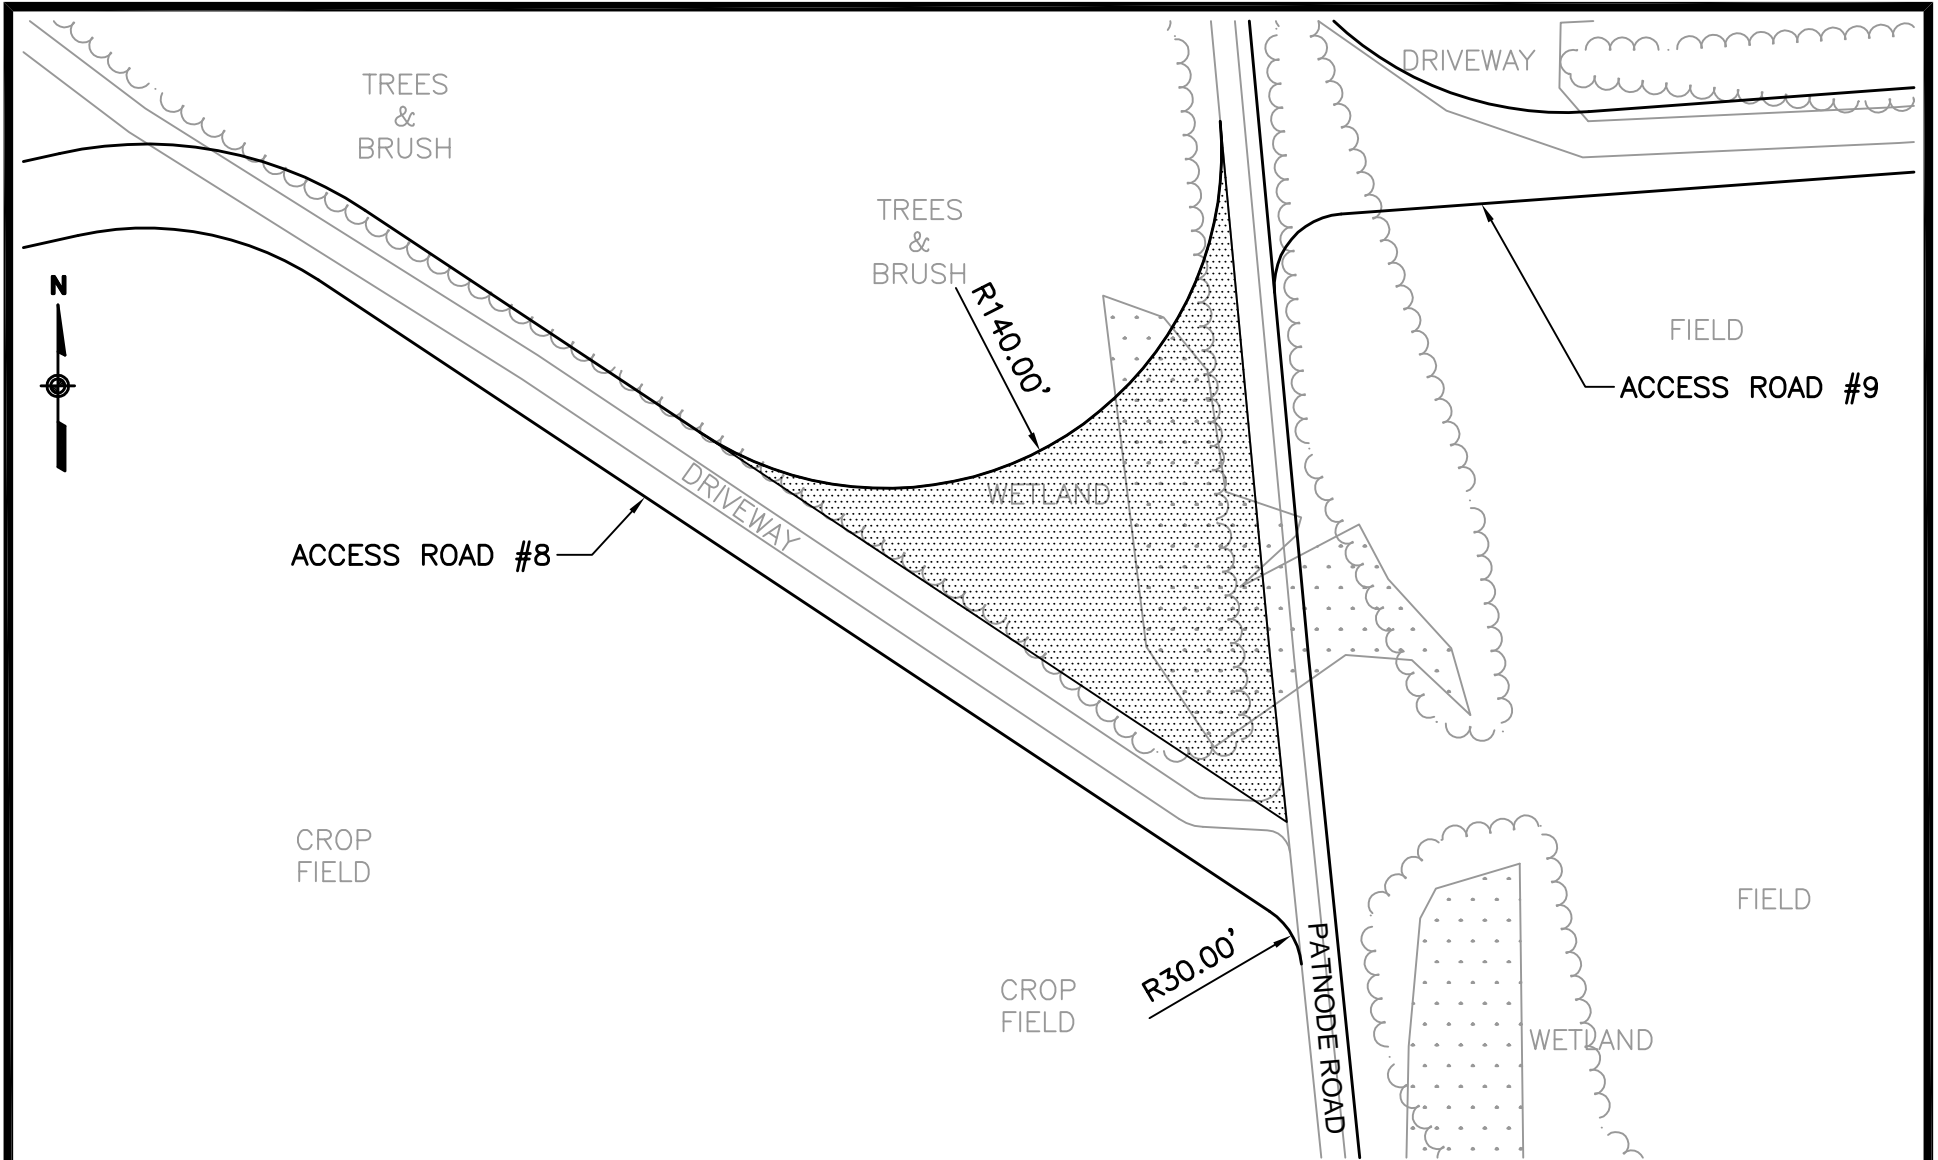 DRIVEWAY
TREES
&
BRUSH
TREES
&
BRUSH
N
R140.00'
FIELD
ACCESS ROAD #9
WETLAND
DRIVEWAY
ACCESS ROAD #8
CROP
FIELD
FIELD
R30.00'
PATNODE ROAD
CROP
FIELD
WETLAND